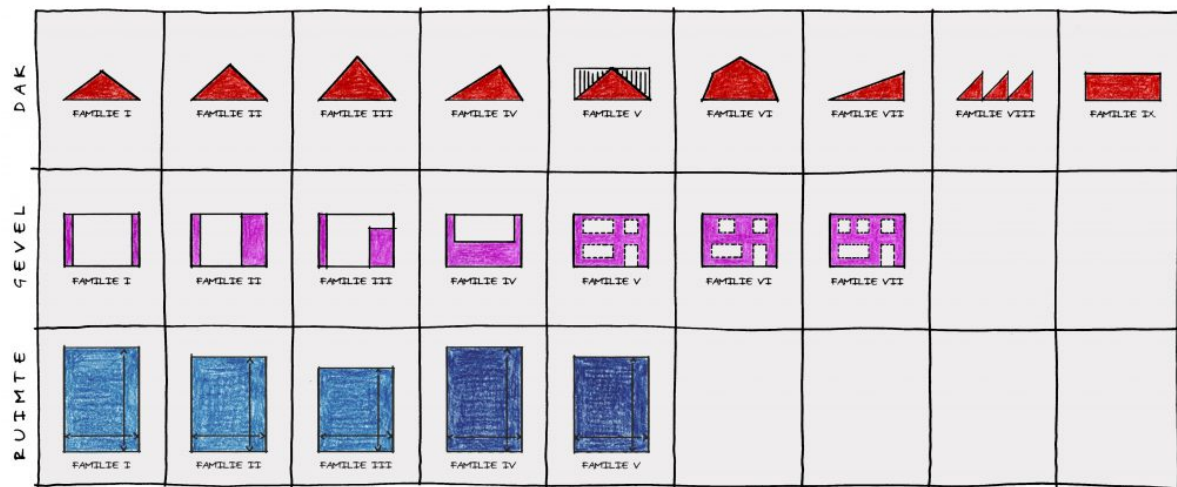 DAK
FAMILIE I
FAMILIE II
FAMILIE III
FAMILIE IV
FAMILIE V
FAMILIE VI
FAMILIE VII
FAMILIE VIII
FAMILIE IX
GEVEL
FAMILIE I
FAMILIE II
FAMILIE III
FAMILIE IV
FAMILIE V
FAMILIE VI
FAMILIE VII
RUIMTE
FAMILIE I
FAMILIE II
FAMILIE III
FAMILIE IV
FAMILIE V